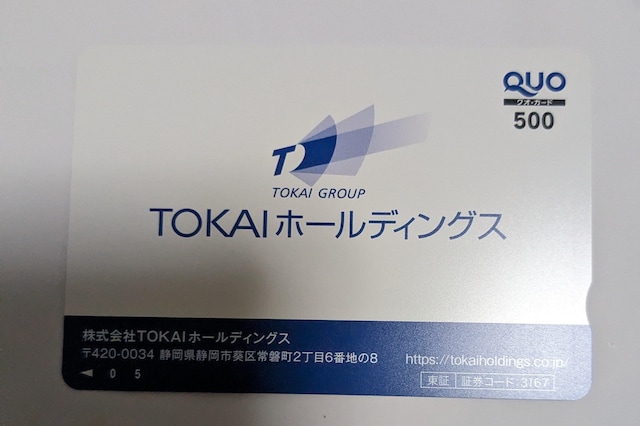 QUO
クオ・カード
500
T
TOKAI GROUP
TOKAIホールディングス
株式会社TOKAIホールディングス
〒420-0034 静岡県静岡市葵区常磐町2丁目6番地の8
https://tokaiholdings.co.jp/
東証 証券コード:3167
◀ 0 5